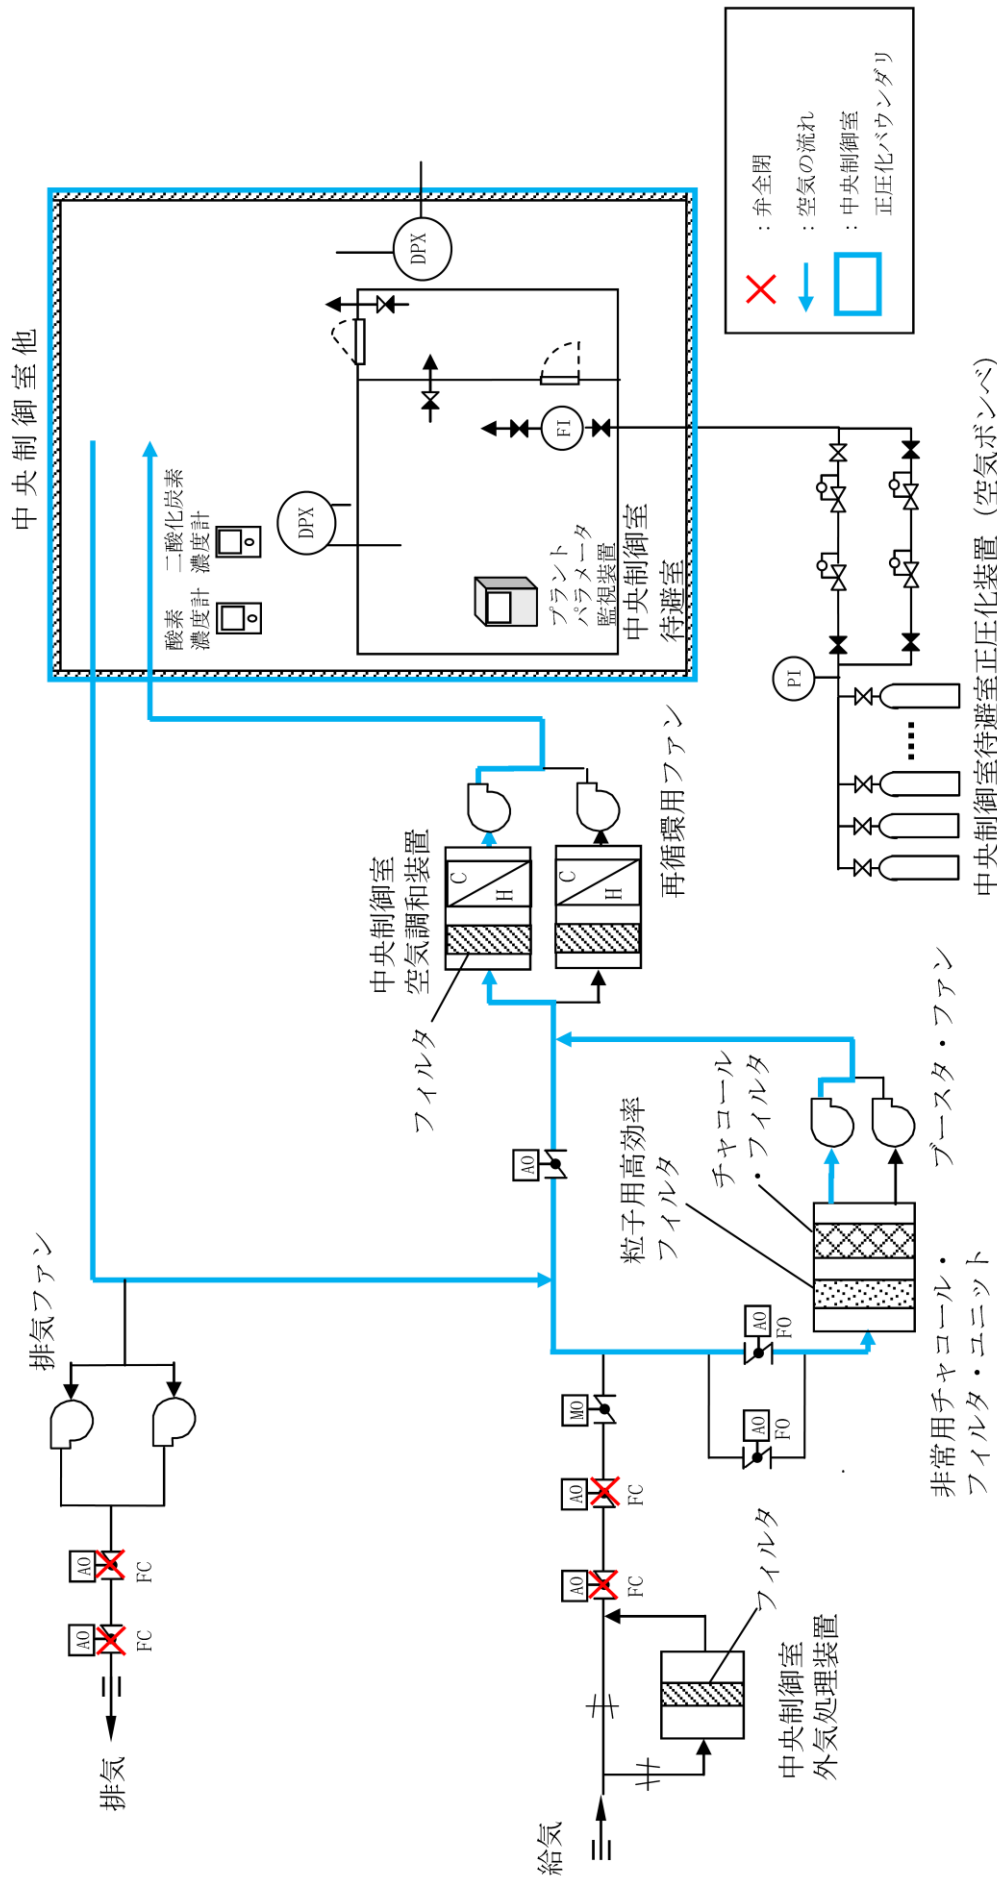 中央制御室他
酸素
濃度計
二酸化炭素
濃度計
DPX
DPX
FI
プラント
パラメータ
監視装置
中央制御室
待避室
PI
中央制御室待避室正圧化装置（空気ボンベ）
：弁全閉
：空気の流れ
：中央制御室
正圧化バウンダリ
中央制御室
空気調和装置
フィルタ
C
H
C
H
再循環用ファン
排気ファン
AO
FC
AO
FC
排気
AO
粒子用高効率
フィルタ
チャコール
・フィルタ
ブースタ・ファン
非常用チャコール・
フィルタ・ユニット
AO
FO
AO
FO
MO
AO
FC
AO
FC
フィルタ
中央制御室
外気処理装置
給気